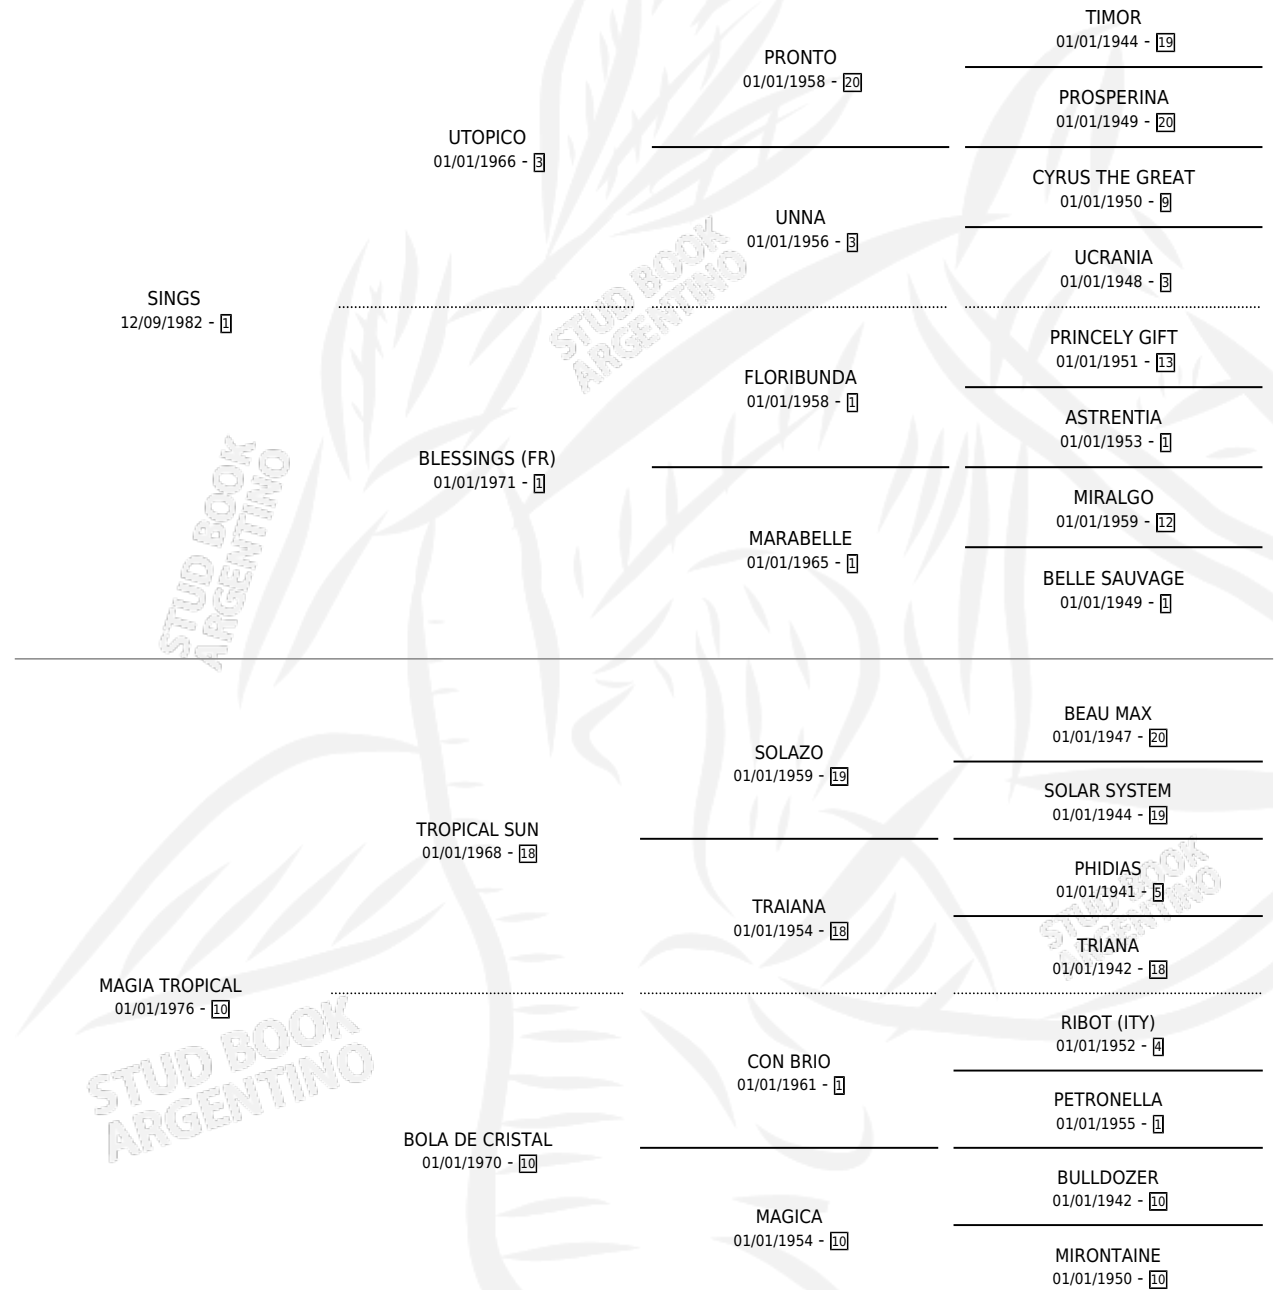 TIMOR
01/01/1944 - 19
PRONTO
01/01/1958 - 20
PROSPERINA
01/01/1949 - 20
UTOPICO
01/01/1966 - 3
CYRUS THE GREAT
01/01/1950 - 9
UNNA
01/01/1956 - 3
UCRANIA
01/01/1948 - 3
SINGS
12/09/1982 - 1
PRINCELY GIFT
01/01/1951 - 13
FLORIBUNDA
01/01/1958 - 1
ASTRENTIA
01/01/1953 - 1
BLESSINGS (FR)
01/01/1971 - 1
MIRALGO
01/01/1959 - 12
MARABELLE
01/01/1965 - 1
BELLE SAUVAGE
01/01/1949 - 1
STUD BOOK
ARGENTINO
STUD BOOK
ARGENTINO
BEAU MAX
01/01/1947 - 20
SOLAZO
01/01/1959 - 19
SOLAR SYSTEM
01/01/1944 - 19
TROPICAL SUN
01/01/1968 - 18
PHIDIAS
01/01/1941 - 5
TRAIANA
01/01/1954 - 18
TRIANA
01/01/1942 - 18
STUD BOOK
ARGENTINO
MAGIA TROPICAL
01/01/1976 - 10
RIBOT (ITY)
01/01/1952 - 4
CON BRIO
01/01/1961 - 1
PETRONELLA
01/01/1955 - 1
STUD BOOK
ARGENTINO
BOLA DE CRISTAL
01/01/1970 - 10
BULLDOZER
01/01/1942 - 10
MAGICA
01/01/1954 - 10
MIRONTAINE
01/01/1950 - 10